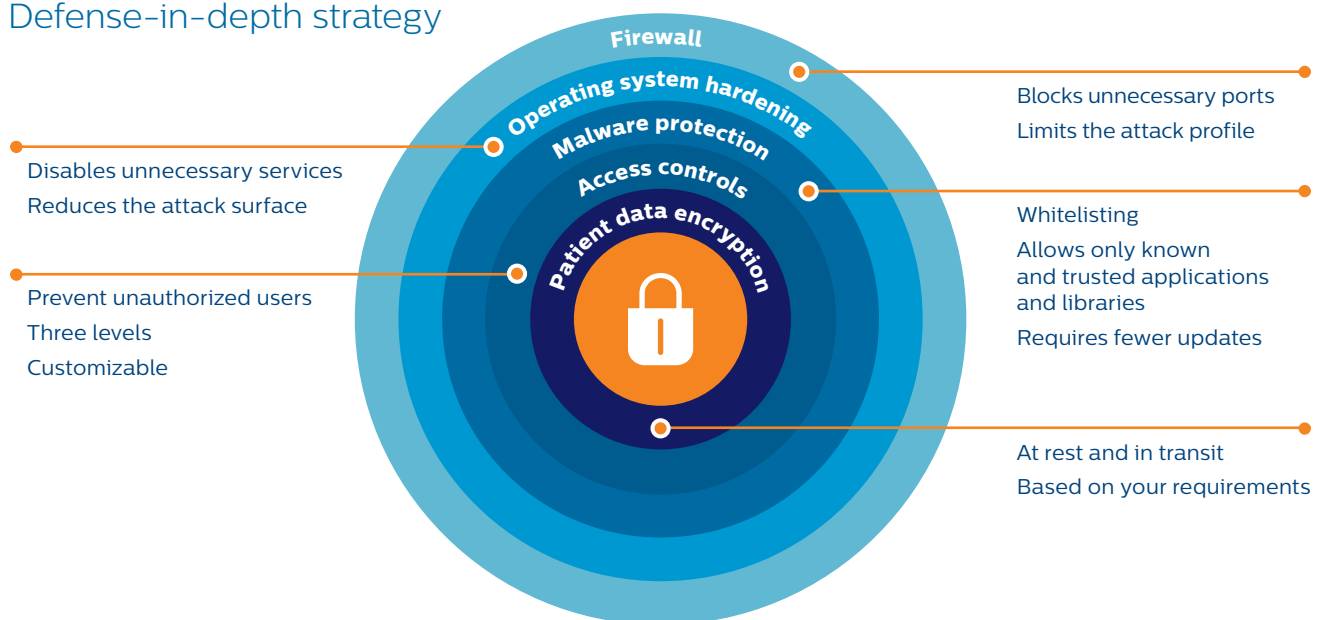 Defense-in-depth strategy
Firewall
Operating system hardening
Malware protection
Access controls
Patient data encryption
Disables unnecessary services
Reduces the attack surface
Prevent unauthorized users
Three levels
Customizable
Blocks unnecessary ports
Limits the attack profile
Whitelisting
Allows only known
and trusted applications
and libraries
Requires fewer updates
At rest and in transit
Based on your requirements